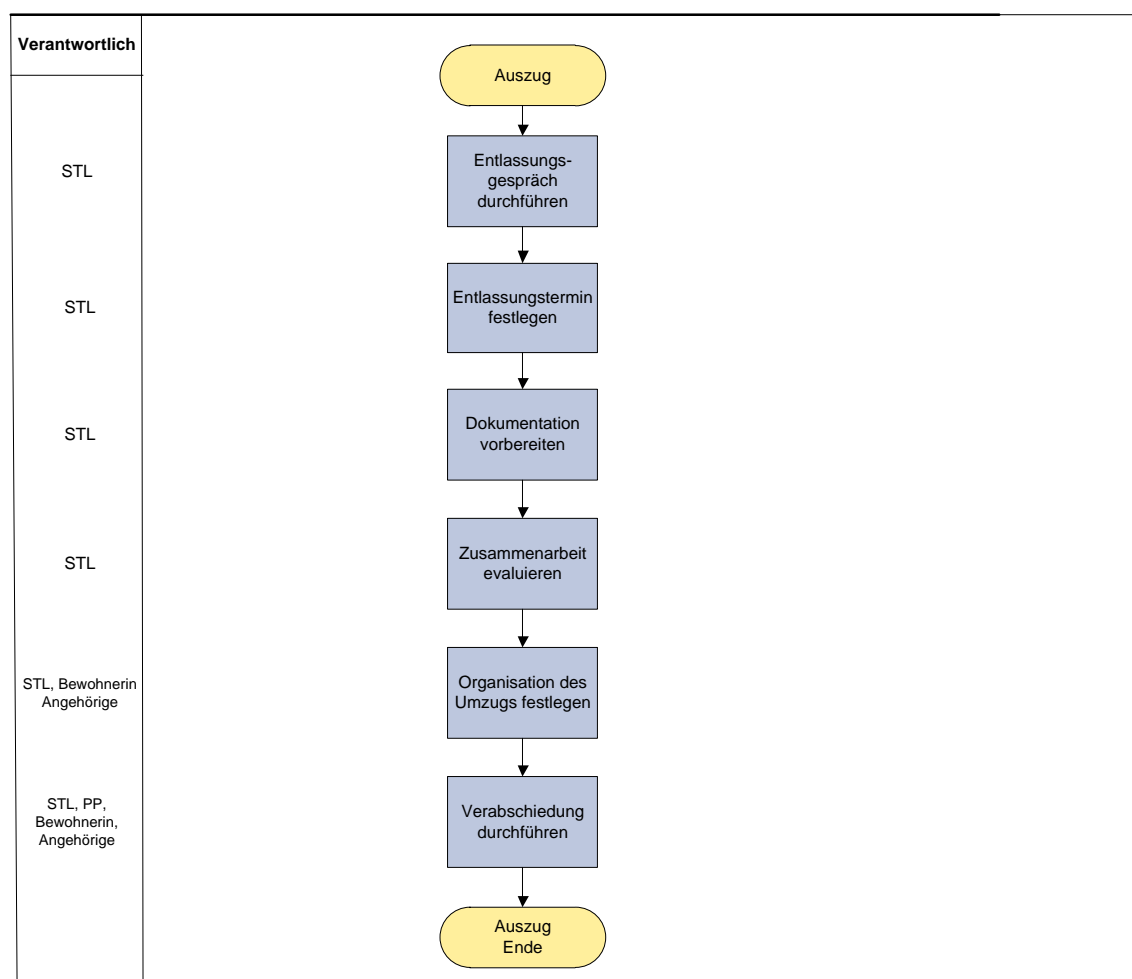 Verantwortlich
Auszug
STL
Entlassungs-
gespräch
durchführen
STL
Entlassungstermin
festlegen
STL
Dokumentation
vorbereiten
STL
Zusammenarbeit
evaluieren
STL, Bewohnerin
Angehörige
Organisation des
Umzugs festlegen
STL, PP,
Bewohnerin,
Angehörige
Verabschiedung
durchführen
Auszug
Ende